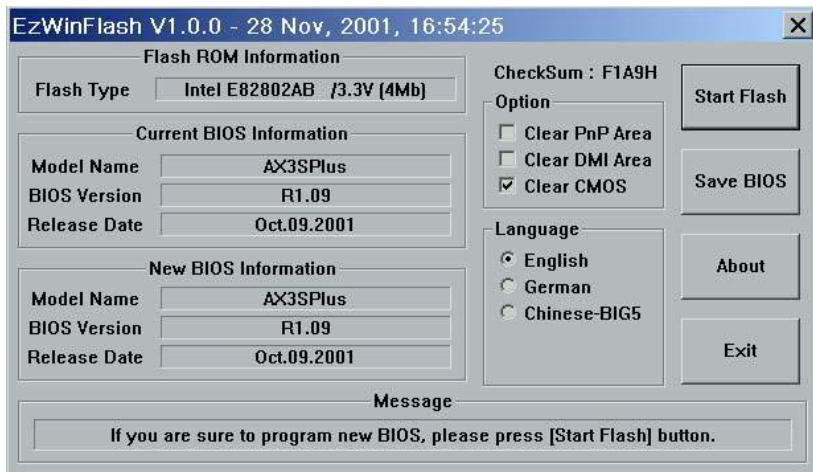 EzWinFlash V1.0.0 - 28 Nov, 2001, 16:54:25
Flash ROM Information
Flash Type Intel E82802AB /3.3V (4Mb)
Current BIOS Information
Model Name AX3SPlus
BIOS Version R1.09
Release Date Oct.09.2001
New BIOS Information
Model Name AX3SPlus
BIOS Version R1.09
Release Date Oct.09.2001
CheckSum : F1A9H
Option
Clear PnP Area
Clear DMI Area
Clear CMOS
Language
English
German
Chinese-BIG5
Start Flash
Save BIOS
About
Exit
Message
If you are sure to program new BIOS, please press [Start Flash] button.